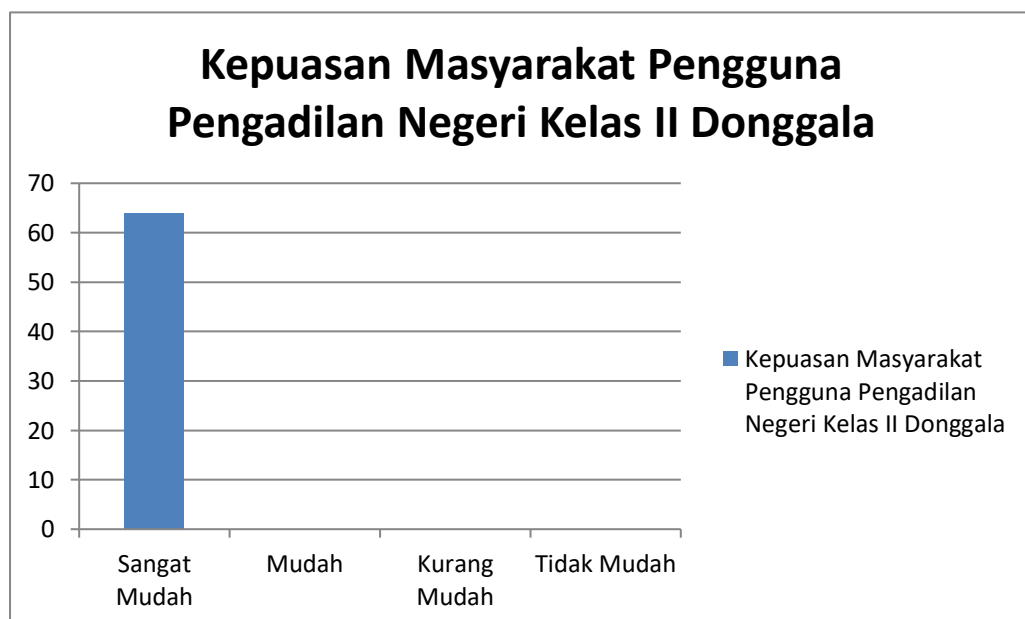 Kepuasan Masyarakat Pengguna
Pengadilan Negeri Kelas II Donggala
70
60
50
40
30
20
10
0
Sangat
Mudah
Mudah
Kurang
Mudah
Tidak Mudah
Kepuasan Masyarakat
Pengguna Pengadilan
Negeri Kelas II Donggala